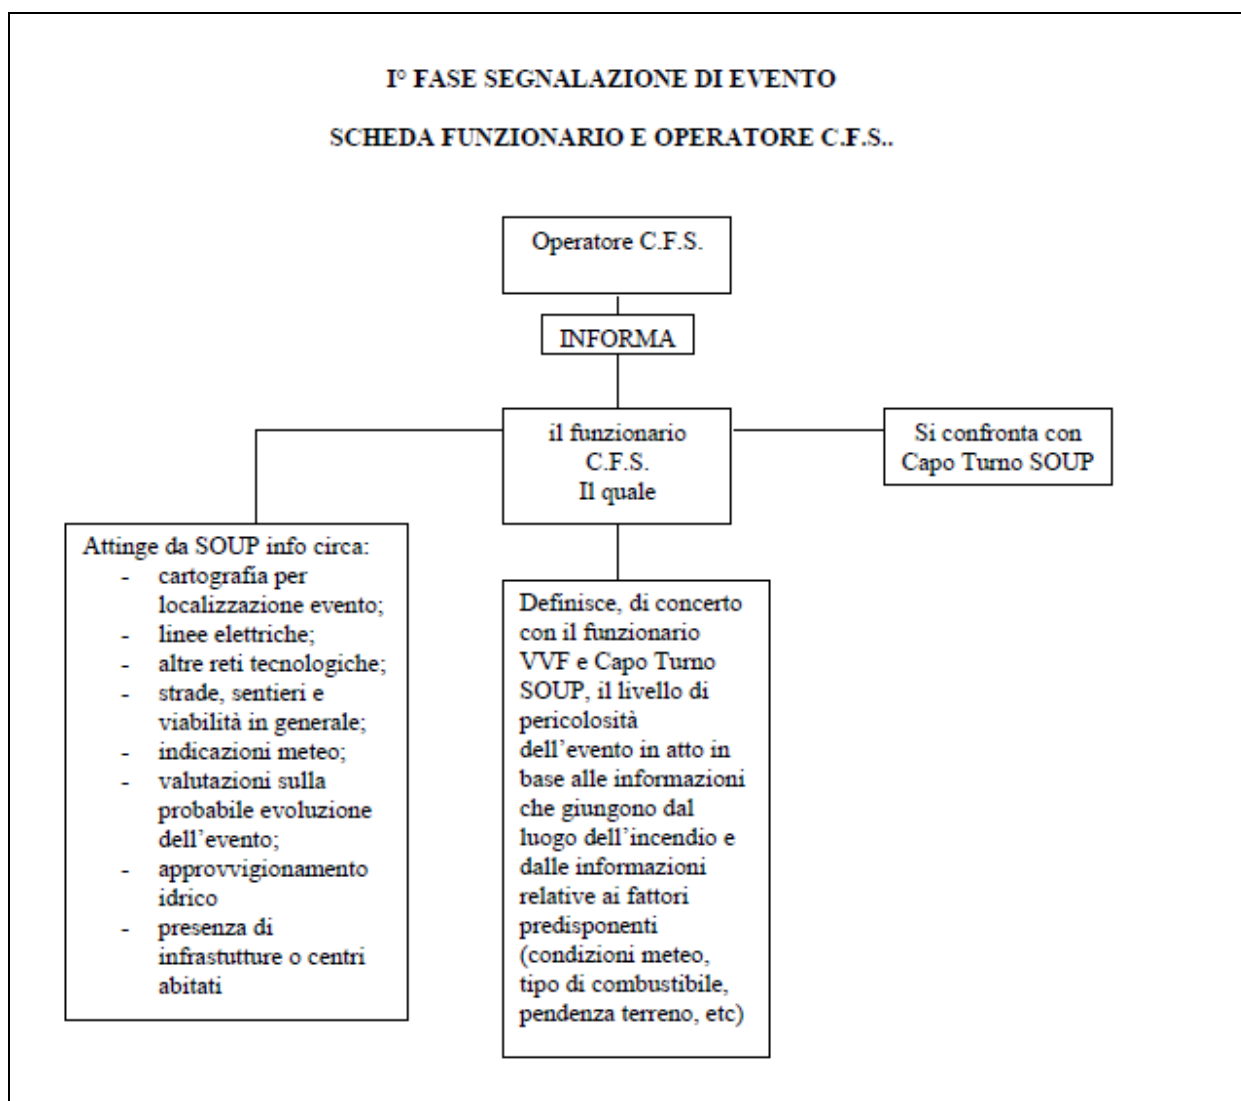 I° FASE SEGNALAZIONE DI EVENTO
SCHEDA FUNZIONARIO E OPERATORE C.F.S..
Operatore C.F.S.
INFORMA
il funzionario
C.F.S.
Il quale
Si confronta con
Capo Turno SOUP
Attinge da SOUP info circa:
- cartografía per
localizzazione evento;
- linee elettriche;
- altre reti tecnologiche;
- strade, sentieri e
viabilità in generale;
- indicazioni meteo;
- valutazioni sulla
probabile evoluzione
dell'evento;
- approvvigionamento
idrico
- presenza di
infrastutture o centri
abitati
Definisce, di concerto
con il funzionario
VVF e Capo Turno
SOUP, il livello di
pericolosità
dell'evento in atto in
base alle informazioni
che giungono dal
luogo dell'incendio e
dalle informazioni
relative ai fattori
predisponenti
(condizioni meteo,
tipo di combustibile,
pendenza terreno, etc)